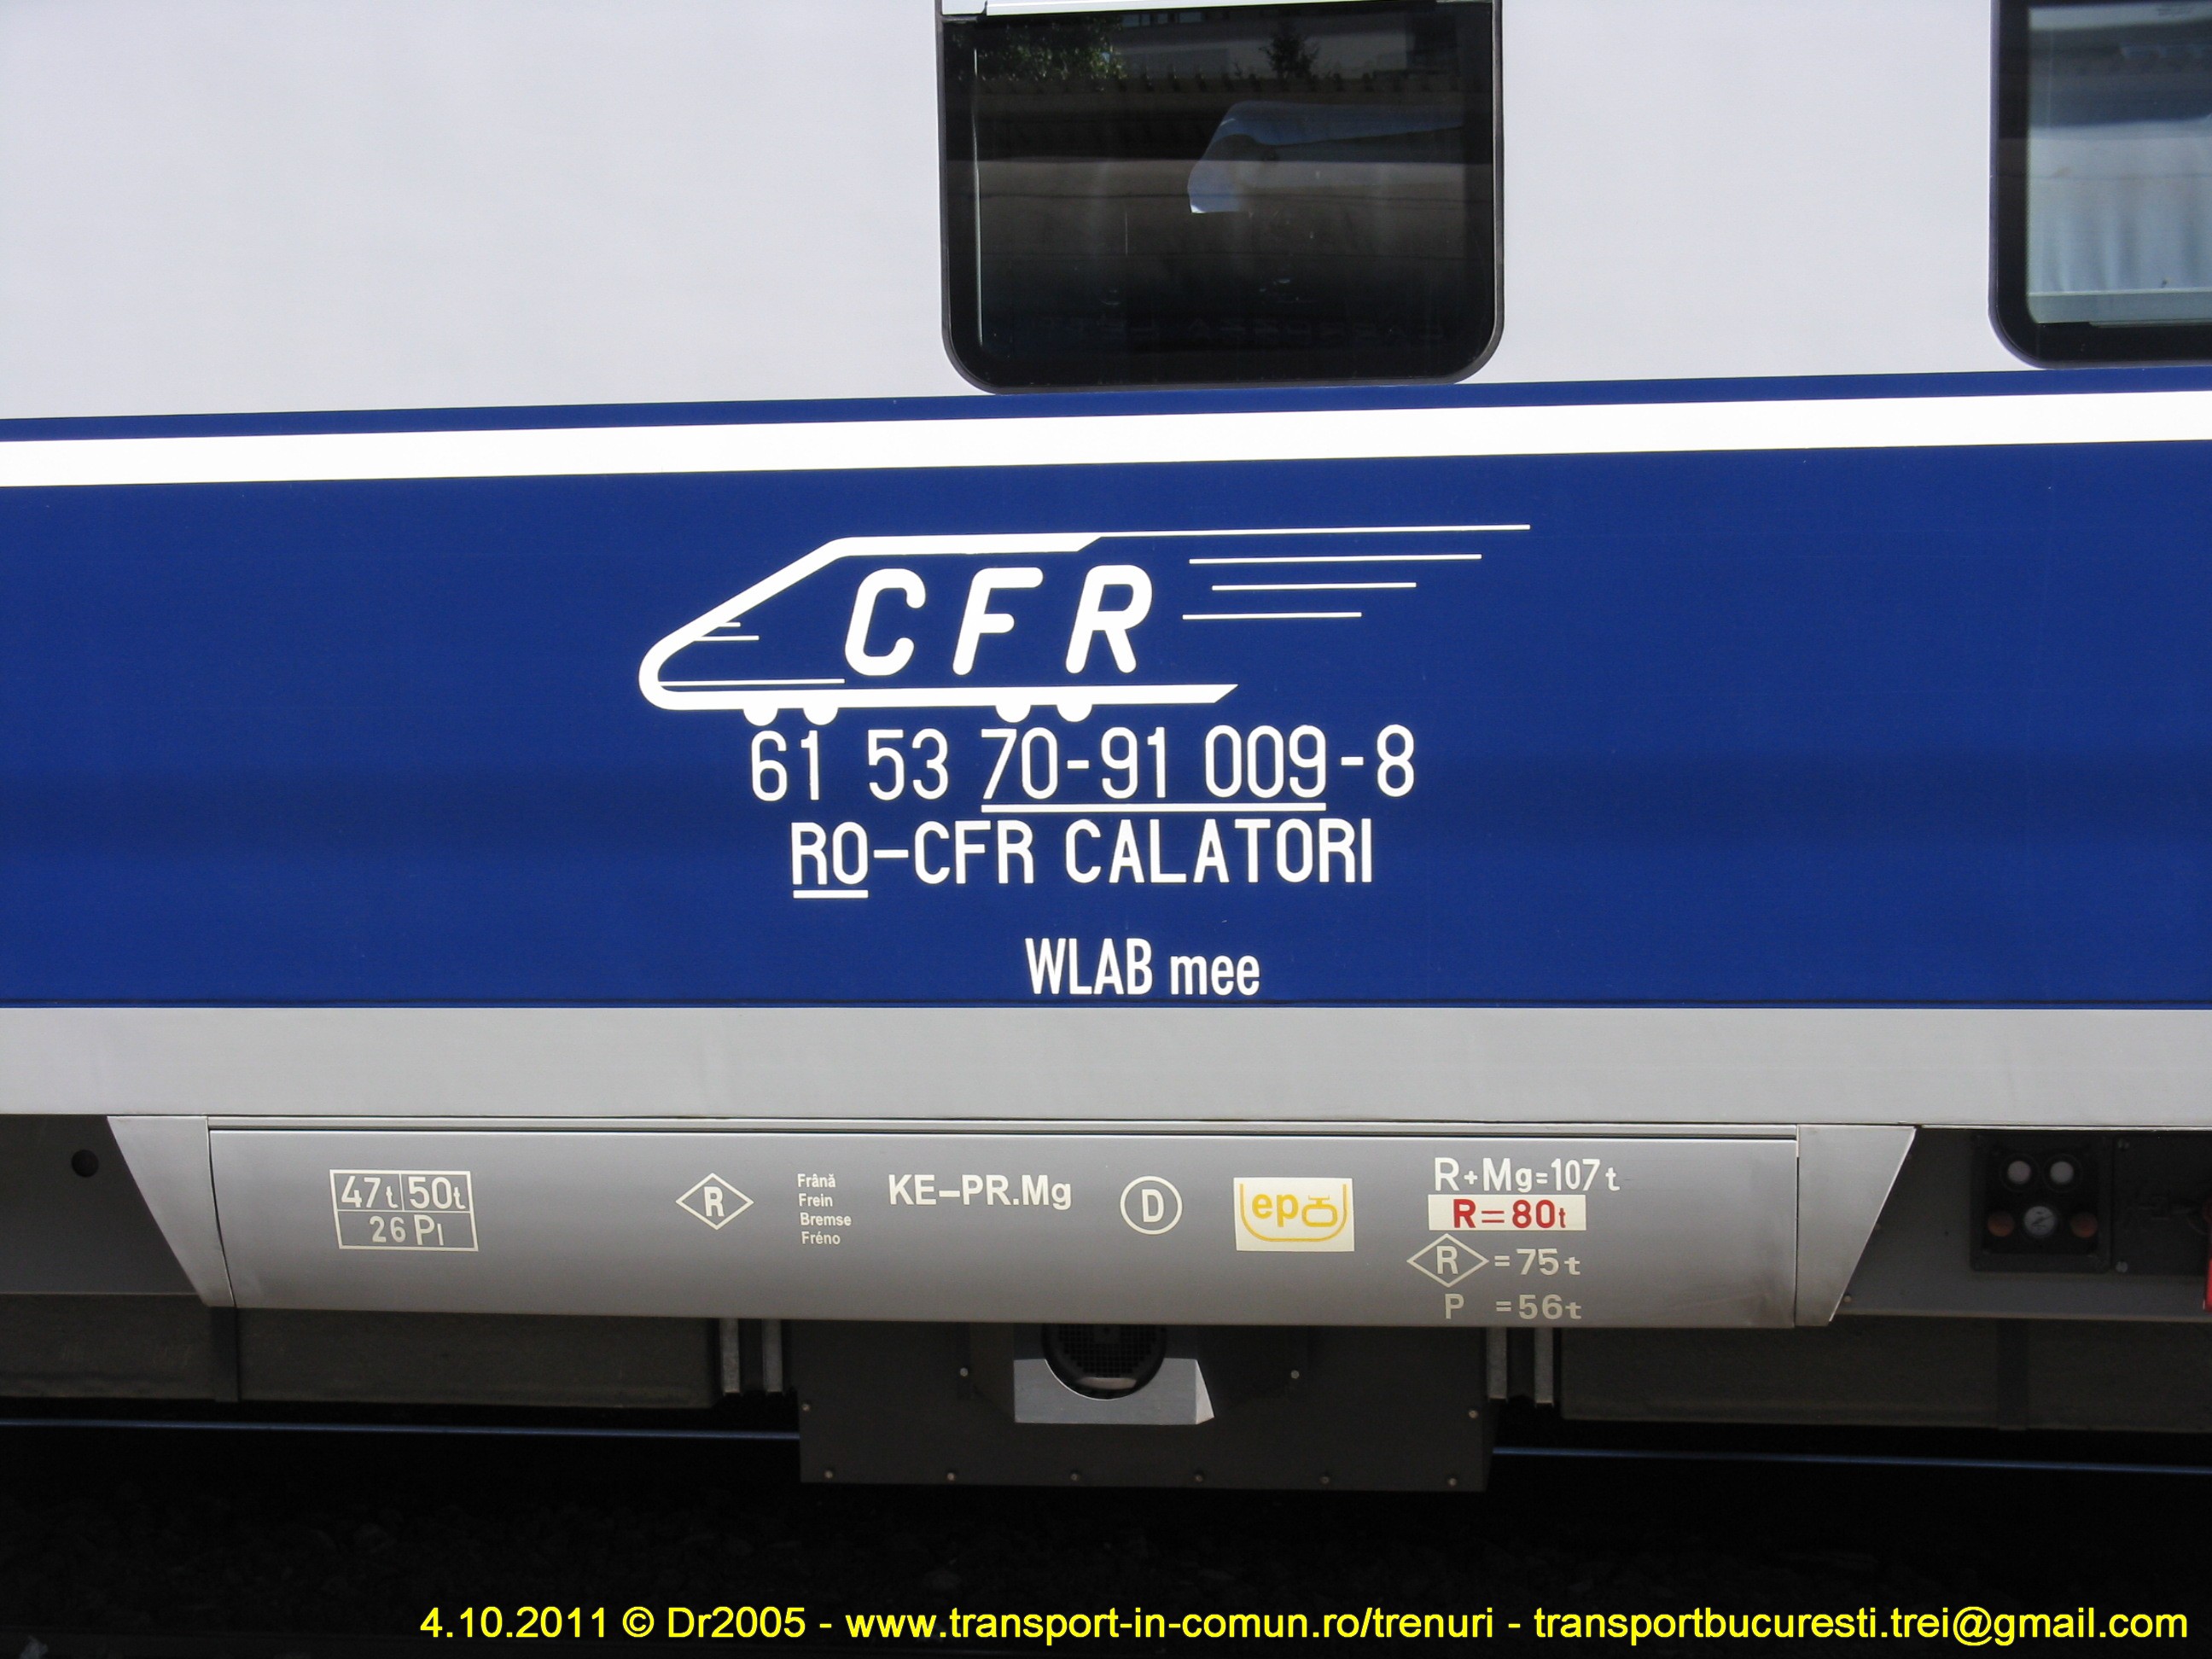 CFR
61 53 70-91 009-8
RO-CFR CALATORI
WLAB mee
47t 50t
26 Pl
R
Frână
Frein
Bremse
Fréno
KE-PR.Mg
D
ep
R+Mg=107t
R=80t
R =75t
P =56t
4.10.2011 © Dr2005 - www.transport-in-comun.ro/trenuri - transportbucuresti.trei@gmail.com